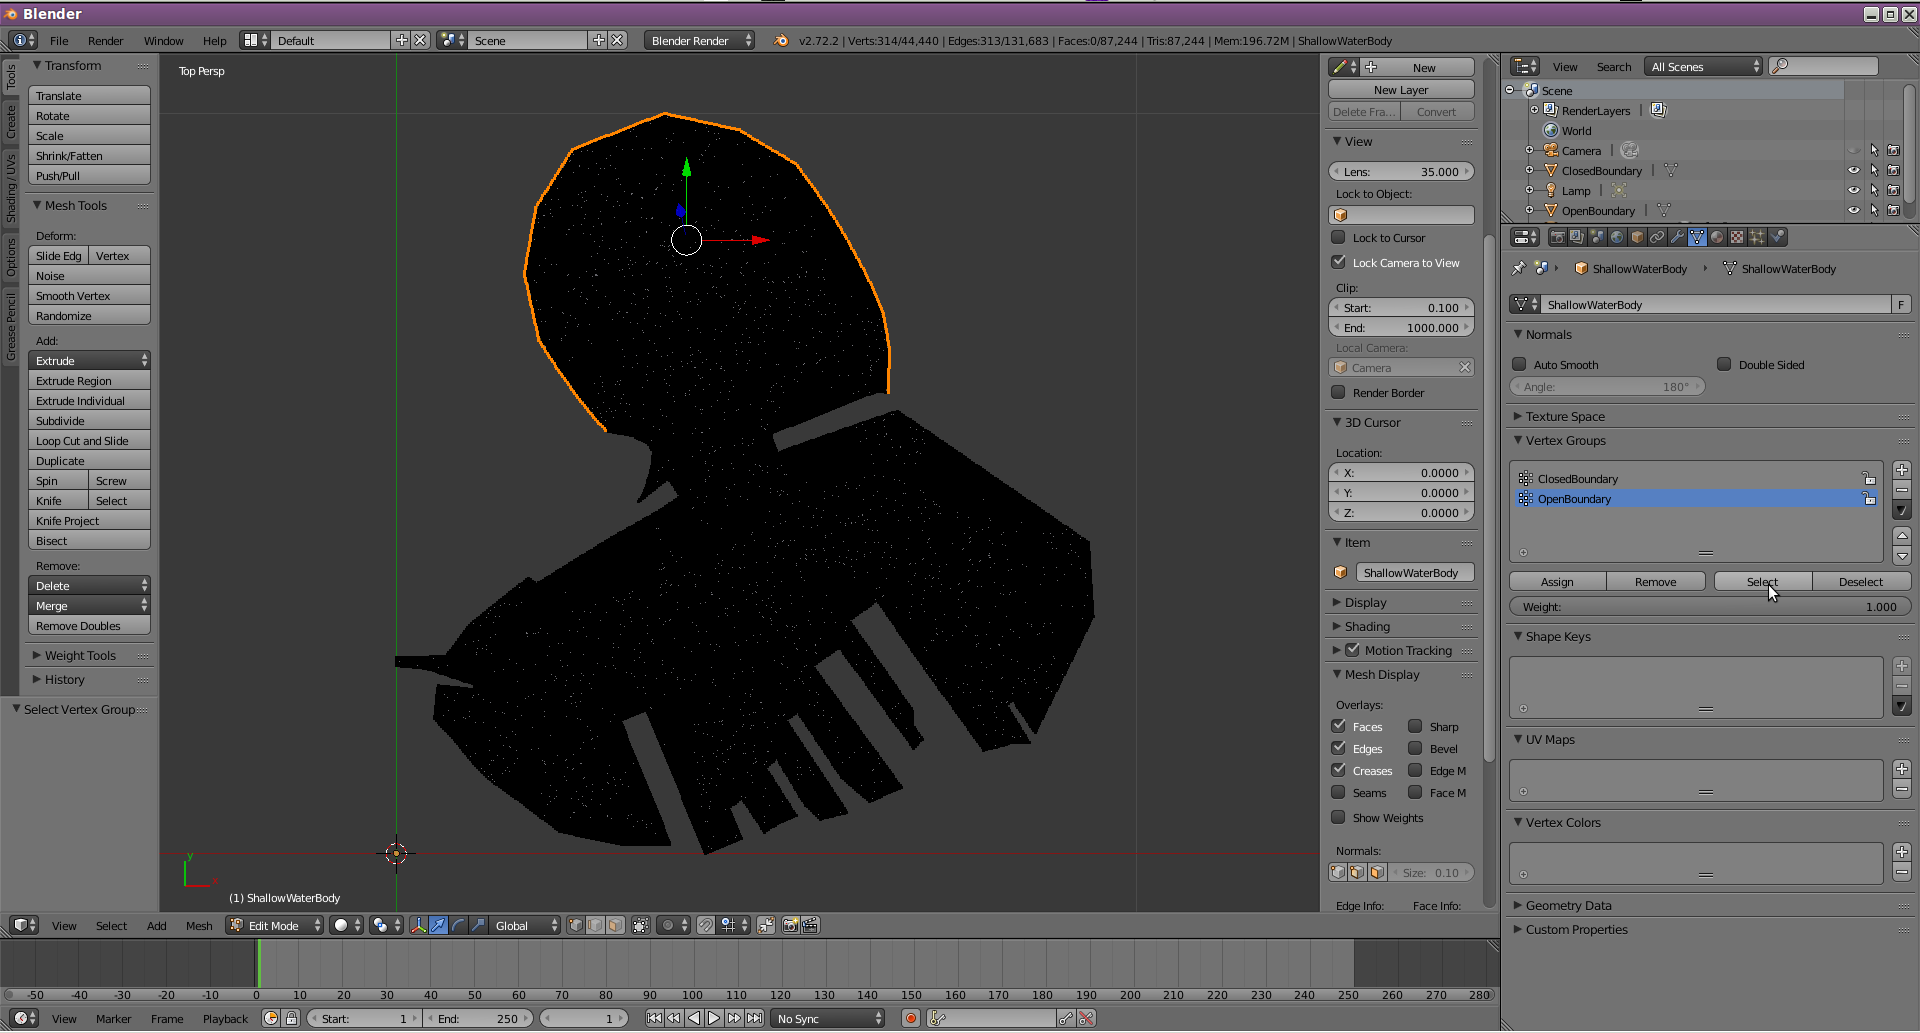 Blender
File Render Window Help Default Scene Blender Render v2.72.2 | Verts:314/44,440 | Edges:313/131,683 | Faces:0/87,244 | Tris:87,244 | Mem:196.72M | ShallowWaterBody
Tools
Create
Shading / UVs
Options
Grease Pencil
Transform
Translate
Rotate
Scale
Shrink/Fatten
Push/Pull
Mesh Tools
Deform:
Slide Edg Vertex
Noise
Smooth Vertex
Randomize
Add:
Extrude
Extrude Region
Extrude Individual
Subdivide
Loop Cut and Slide
Duplicate
Spin Screw
Knife Select
Knife Project
Bisect
Remove:
Delete
Merge
Remove Doubles
Weight Tools
History
Select Vertex Group
Top Persp
y
x
(1) ShallowWaterBody
New
New Layer
Delete Fra... Convert
View
Lens: 35.000
Lock to Object:
Lock to Cursor
Lock Camera to View
Clip:
Start: 0.100
End: 1000.000
Local Camera:
Camera
Render Border
3D Cursor
Location:
X: 0.0000
Y: 0.0000
Z: 0.0000
Item
ShallowWaterBody
Display
Shading
Motion Tracking
Mesh Display
Overlays:
Faces Sharp
Edges Bevel
Creases Edge M
Seams Face M
Show Weights
Normals:
Size: 0.10
Edge Info: Face Info:
View Search All Scenes
Scene
RenderLayers |
World
Camera |
ClosedBoundary |
Lamp |
OpenBoundary |
ShallowWaterBody ShallowWaterBody
ShallowWaterBody F
Normals
Auto Smooth Double Sided
Angle: 180°
Texture Space
Vertex Groups
ClosedBoundary
OpenBoundary
Assign Remove Select Deselect
Weight: 1.000
Shape Keys
UV Maps
Vertex Colors
Geometry Data
Custom Properties
View Select Add Mesh Edit Mode Global
-50 -40 -30 -20 -10 0 10 20 30 40 50 60 70 80 90 100 110 120 130 140 150 160 170 180 190 200 210 220 230 240 250 260 270 280
View Marker Frame Playback Start: 1 End: 250 1 No Sync